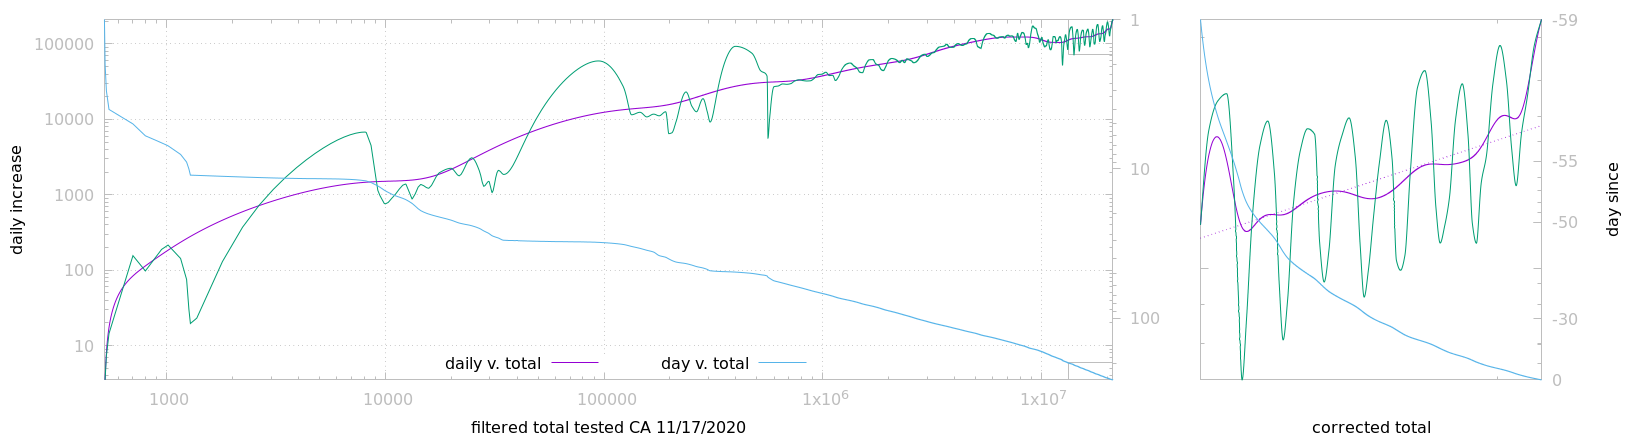 daily increase
100000
10000
1000
100
10
1000
10000
100000
1x10^6
1x10^7
1
10
100
daily v. total
day v. total
filtered total tested CA 11/17/2020
-59
-55
-50
-30
0
day since
corrected total